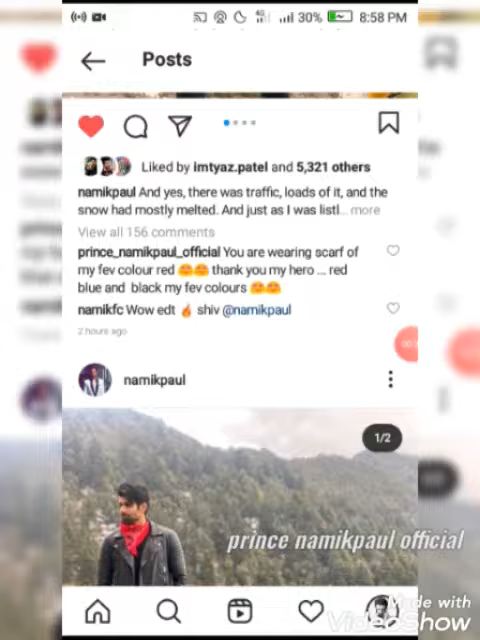 4G 30% 8:58 PM
Posts
Liked by imtyaz.patel and 5,321 others
namikpaul And yes, there was traffic, loads of it, and the
snow had mostly melted. And just as I was listl... more
View all 156 comments
prince_namikpaul_official You are wearing scarf of
my fev colour red 🥰🥰 thank you my hero ... red
blue and black my fev colours 🥰🥰
namikfc Wow edt 🔥 shiv @namikpaul
2 hours ago
namikpaul
1/2
prince namikpaul official
Made with
VideoShow